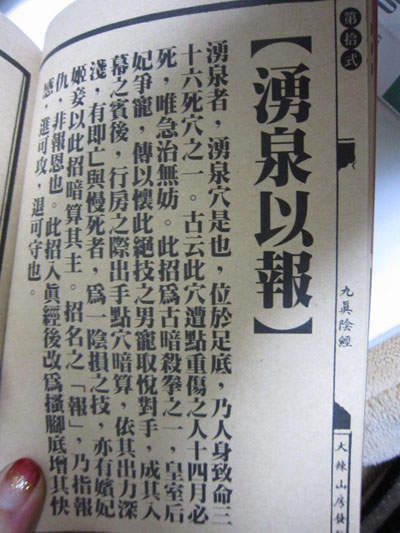 第拾式
九眞陰經
大辣山房發
【湧泉以報】
湧泉者，湧泉穴是也，位於足底，乃人身致命三
十六死穴之一。古云此穴遭點重傷之人十四月必
死，唯急治無妨。此招爲古暗殺拳之一，皇室后
妃爭寵，傳以懷此絕技之男寵取悅對手，成其入
幕之賓後，行房之際出手點穴暗算，依其出力深
淺，有即亡與慢死者，爲一陰損之技，亦有嬪妃
姬妾以此招暗算其主。招名之「報」，乃指報
仇，非報恩也。此招入眞經後改爲搔腳底增其快
感，進可攻，退可守也。